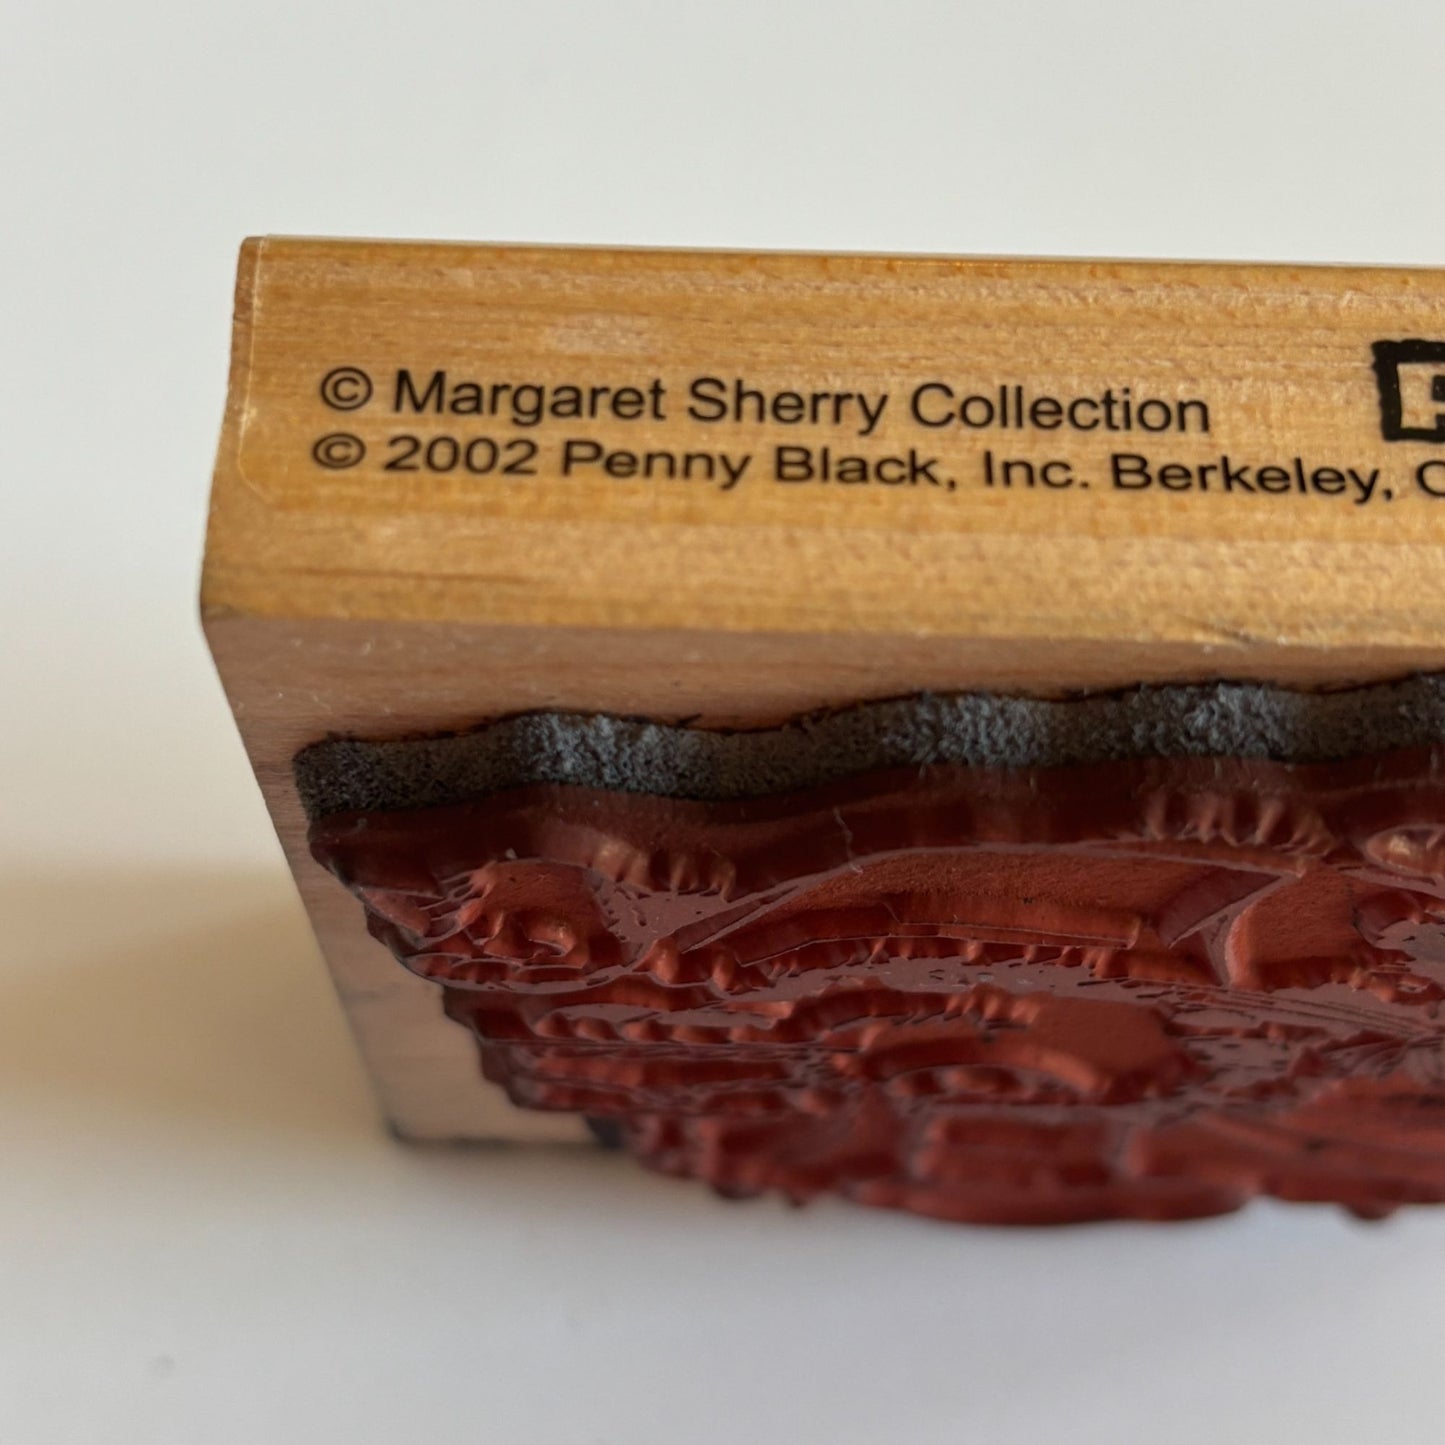 © Margaret Sherry Collection
© 2002 Penny Black, Inc. Berkeley,